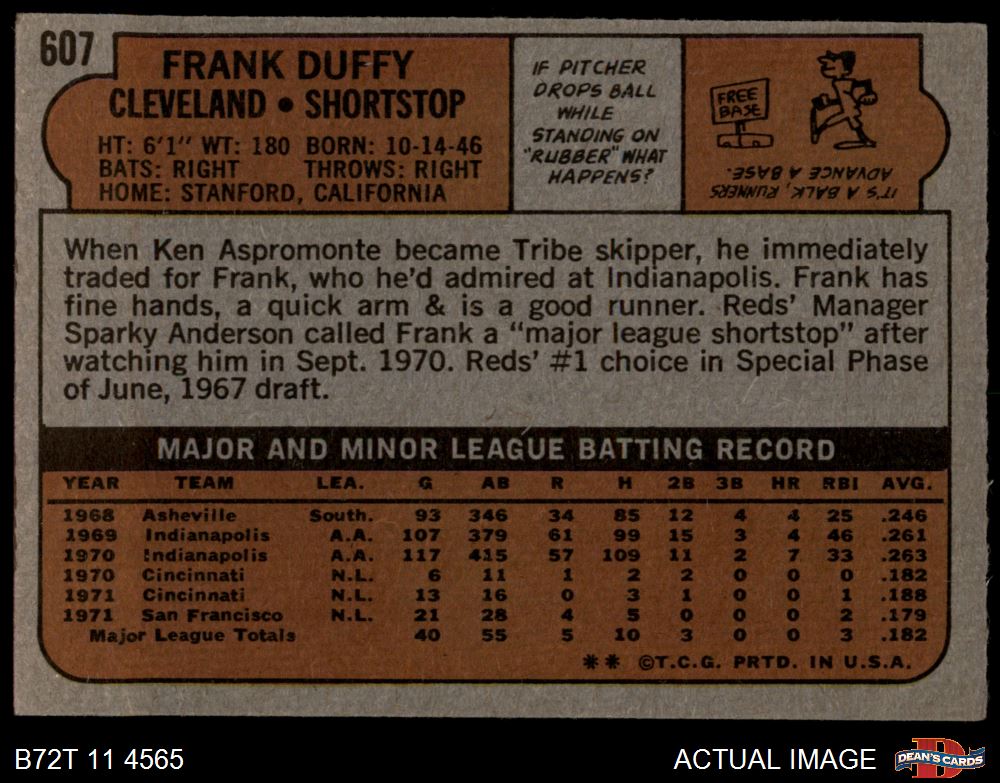 607
FRANK DUFFY
CLEVELAND • SHORTSTOP
HT: 6'1" WT: 180 BORN: 10-14-46
BATS: RIGHT THROWS: RIGHT
HOME: STANFORD, CALIFORNIA
IF PITCHER
DROPS BALL
WHILE
STANDING ON
"RUBBER" WHAT
HAPPENS?
FREE
BASE
IT'S A BALK, RUNNERS
ADVANCE A BASE.
When Ken Aspromonte became Tribe skipper, he immediately
traded for Frank, who he'd admired at Indianapolis. Frank has
fine hands, a quick arm & is a good runner. Reds' Manager
Sparky Anderson called Frank a "major league shortstop" after
watching him in Sept. 1970. Reds' #1 choice in Special Phase
of June, 1967 draft.
MAJOR AND MINOR LEAGUE BATTING RECORD
YEAR TEAM LEA. G AB R H 2B 3B HR RBI AVG.
1968 Asheville South. 93 346 34 85 12 4 4 25 .246
1969 Indianapolis A.A. 107 379 61 99 15 3 4 46 .261
1970 Indianapolis A.A. 117 415 57 109 11 2 7 33 .263
1970 Cincinnati N.L. 6 11 1 2 2 0 0 0 .182
1971 Cincinnati N.L. 13 16 0 3 1 0 0 1 .188
1971 San Francisco N.L. 21 28 4 5 0 0 0 2 .179
Major League Totals 40 55 5 10 3 0 0 3 .182
** ©T.C.G. PRTD. IN U.S.A.
B72T 11 4565
ACTUAL IMAGE
DEAN'S CARDS